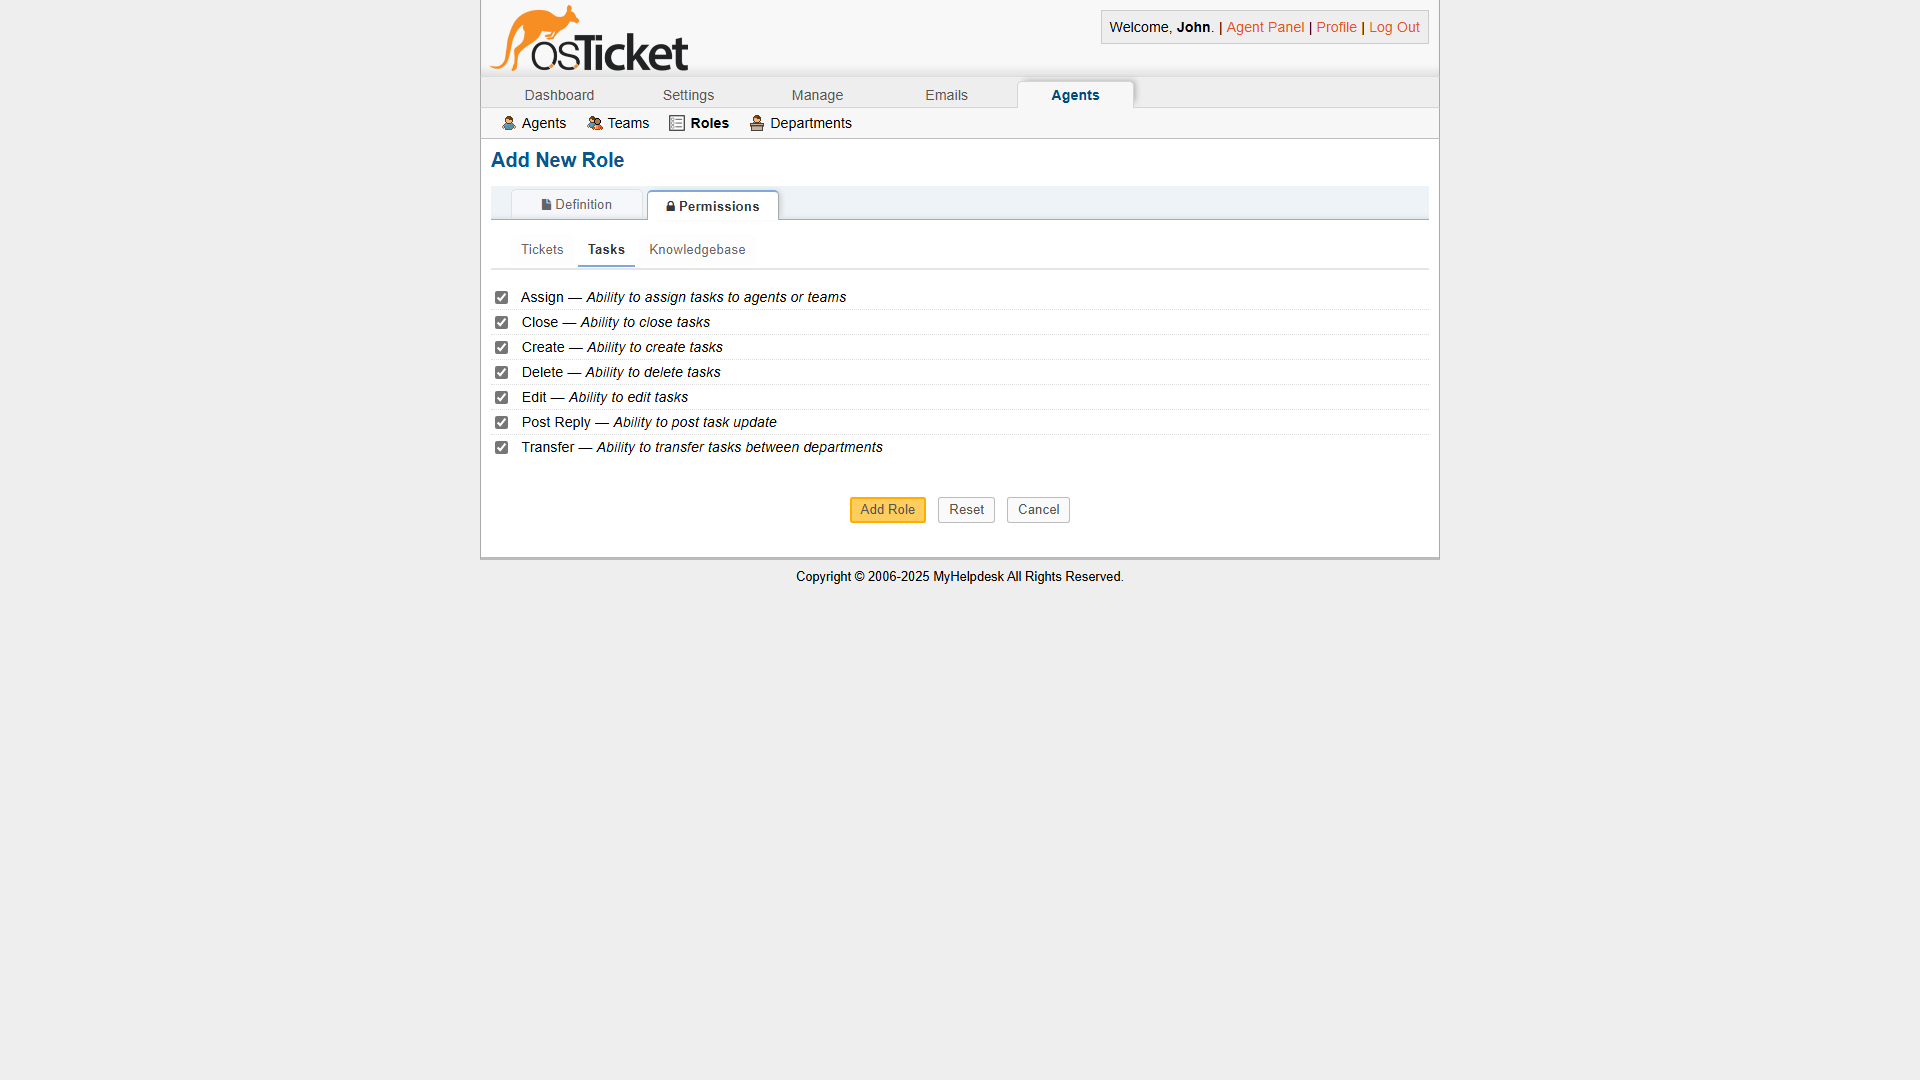 osTicket
Welcome, John. | Agent Panel | Profile | Log Out
Dashboard Settings Manage Emails Agents
Agents Teams Roles Departments
Add New Role
Definition Permissions
Tickets Tasks Knowledgebase
Assign — Ability to assign tasks to agents or teams
Close — Ability to close tasks
Create — Ability to create tasks
Delete — Ability to delete tasks
Edit — Ability to edit tasks
Post Reply — Ability to post task update
Transfer — Ability to transfer tasks between departments
Add Role Reset Cancel
Copyright © 2006-2025 MyHelpdesk All Rights Reserved.